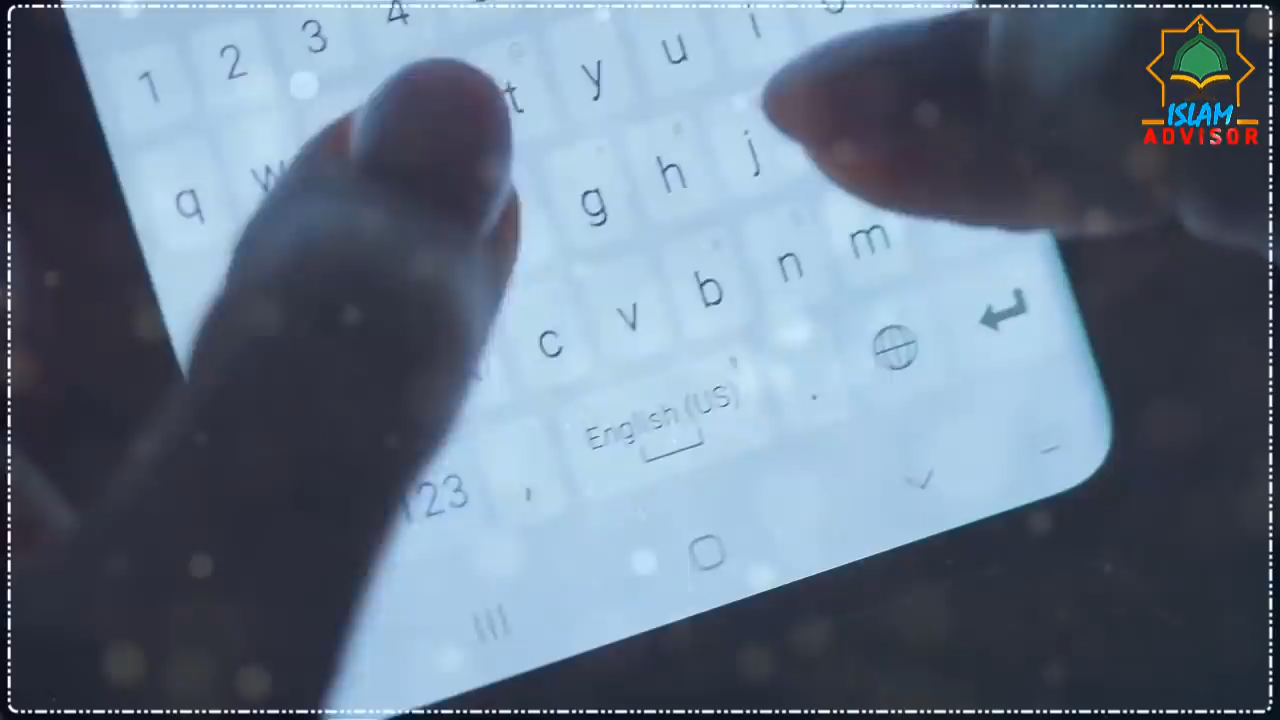 1 2 3 4
q w t y u i
g h j
c v b n m
English (US)
123 , .
ISLAM
ADVISOR